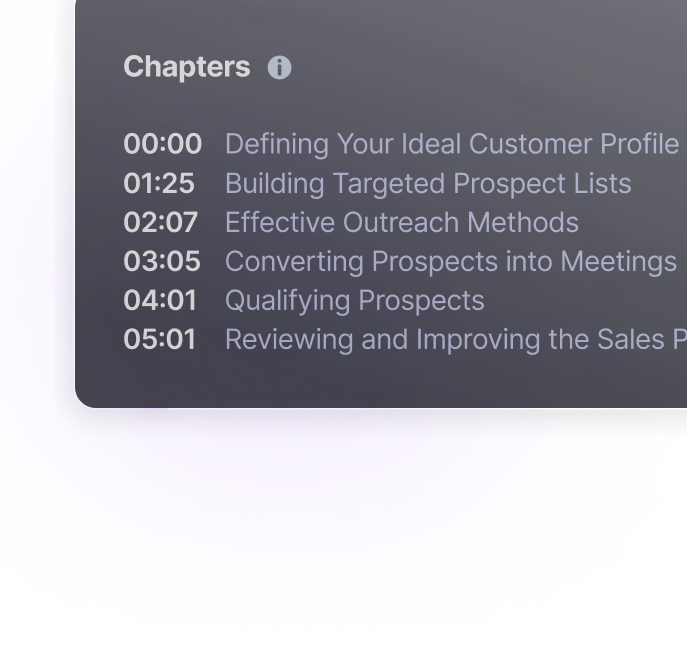 Chapters
00:00 Defining Your Ideal Customer Profile
01:25 Building Targeted Prospect Lists
02:07 Effective Outreach Methods
03:05 Converting Prospects into Meetings
04:01 Qualifying Prospects
05:01 Reviewing and Improving the Sales P